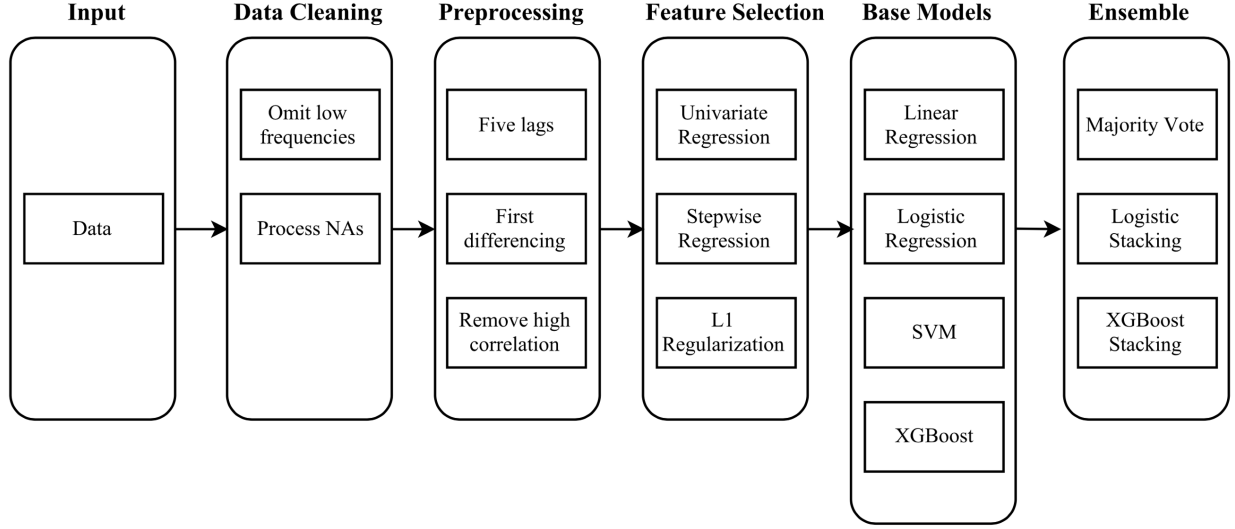 Input
Data
Data Cleaning
Omit low
frequencies
Process NAs
Preprocessing
Five lags
First
differencing
Remove high
correlation
Feature Selection
Univariate
Regression
Stepwise
Regression
L1
Regularization
Base Models
Linear
Regression
Logistic
Regression
SVM
XGBoost
Ensemble
Majority Vote
Logistic
Stacking
XGBoost
Stacking